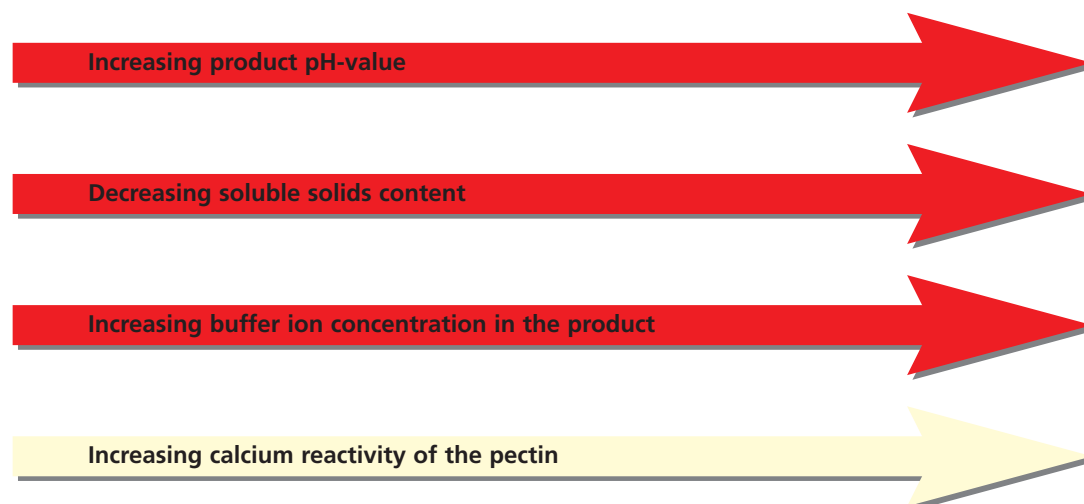 Increasing product pH-value
Decreasing soluble solids content
Increasing buffer ion concentration in the product
Increasing calcium reactivity of the pectin